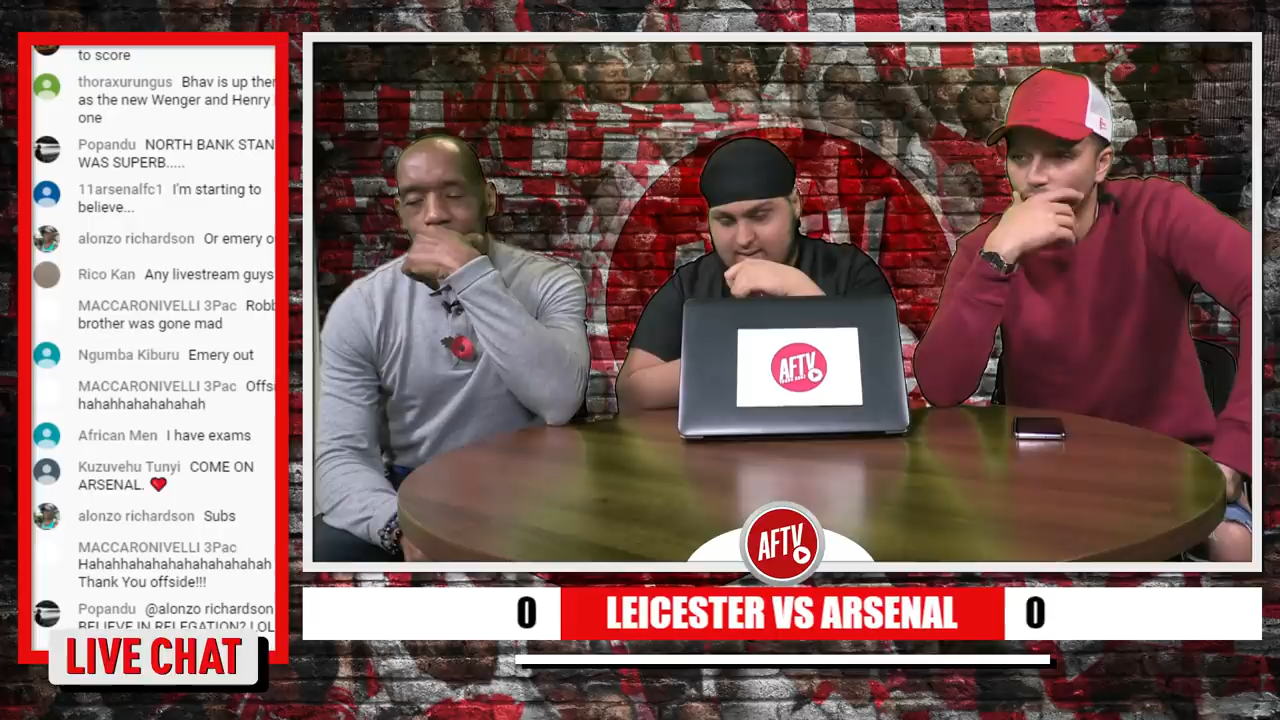 to score
thoraxurungus Bhav is up ther
as the new Wenger and Henry
one
Popandu NORTH BANK STAN
WAS SUPERB.....
11arsenalfc1 I'm starting to
believe...
alonzo richardson Or emery o
Rico Kan Any livestream guys
MACCARONIVELLI 3Pac Robb
brother was gone mad
Ngumba Kiburu Emery out
MACCARONIVELLI 3Pac Offsi
hahahhahahahahah
African Men I have exams
Kuzuvehu Tunyi COME ON
ARSENAL. ❤
alonzo richardson Subs
MACCARONIVELLI 3Pac
Hahahhahahahahahahahahah
Thank You offside!!!
Popandu @alonzo richardson
BELIEVE IN RELEGATION? LOL
LIVE CHAT
AFTV
AFTV
0 LEICESTER VS ARSENAL 0